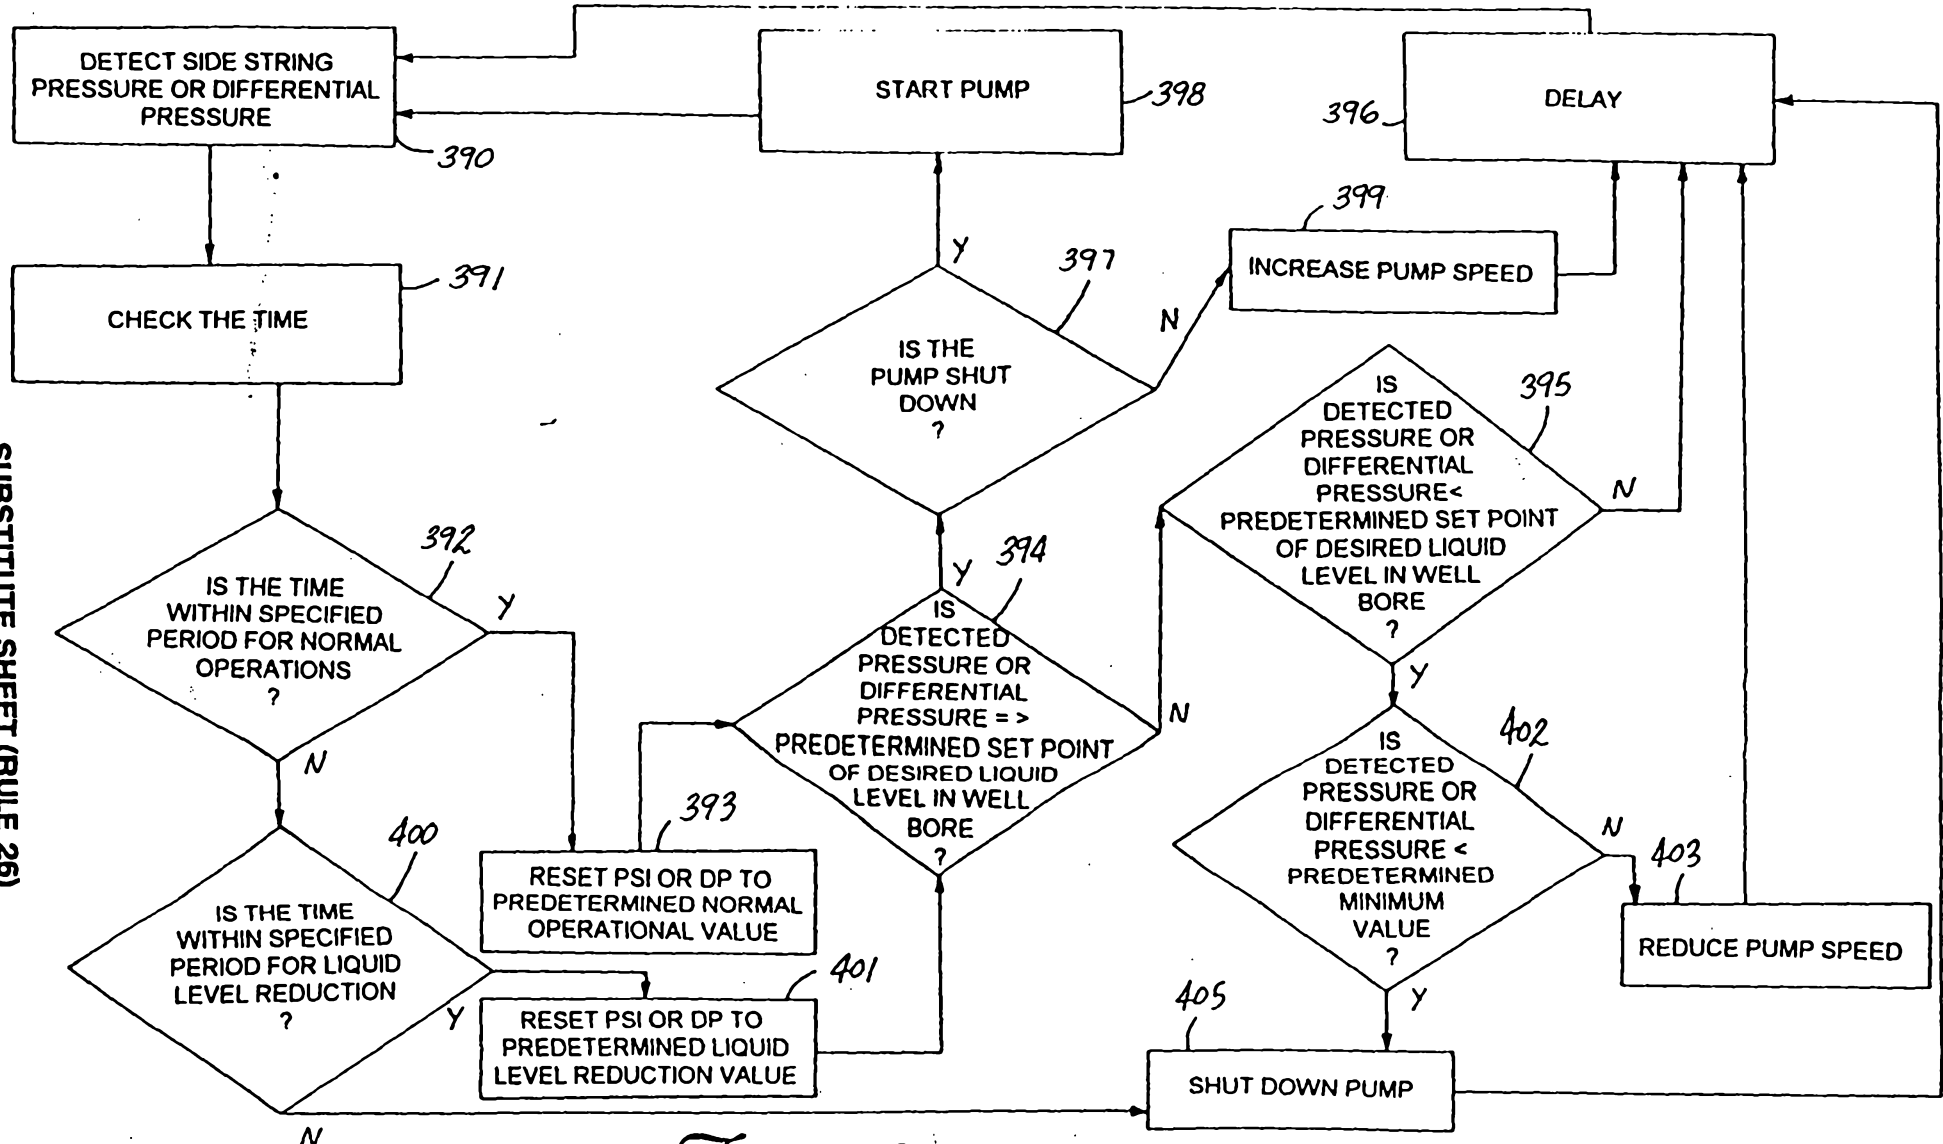 DETECT SIDE STRING
PRESSURE OR DIFFERENTIAL
PRESSURE
390
START PUMP
398
DELAY
396
CHECK THE TIME
391
399
INCREASE PUMP SPEED
Y
397
N
IS THE
PUMP SHUT
DOWN
?
IS
DETECTED
PRESSURE OR
DIFFERENTIAL
PRESSURE<
PREDETERMINED SET POINT
OF DESIRED LIQUID
LEVEL IN WELL
BORE
?
395
N
Y
392
IS THE TIME
WITHIN SPECIFIED
PERIOD FOR NORMAL
OPERATIONS
?
Y
N
Y
394
IS
DETECTED
PRESSURE OR
DIFFERENTIAL
PRESSURE = >
PREDETERMINED SET POINT
OF DESIRED LIQUID
LEVEL IN WELL
BORE
?
N
402
IS
DETECTED
PRESSURE OR
DIFFERENTIAL
PRESSURE <
PREDETERMINED
MINIMUM
VALUE
?
N
Y
403
REDUCE PUMP SPEED
393
RESET PSI OR DP TO
PREDETERMINED NORMAL
OPERATIONAL VALUE
400
IS THE TIME
WITHIN SPECIFIED
PERIOD FOR LIQUID
LEVEL REDUCTION
?
Y
N
401
RESET PSI OR DP TO
PREDETERMINED LIQUID
LEVEL REDUCTION VALUE
405
SHUT DOWN PUMP
SUBSTITUTE SHEET (RULE 26)